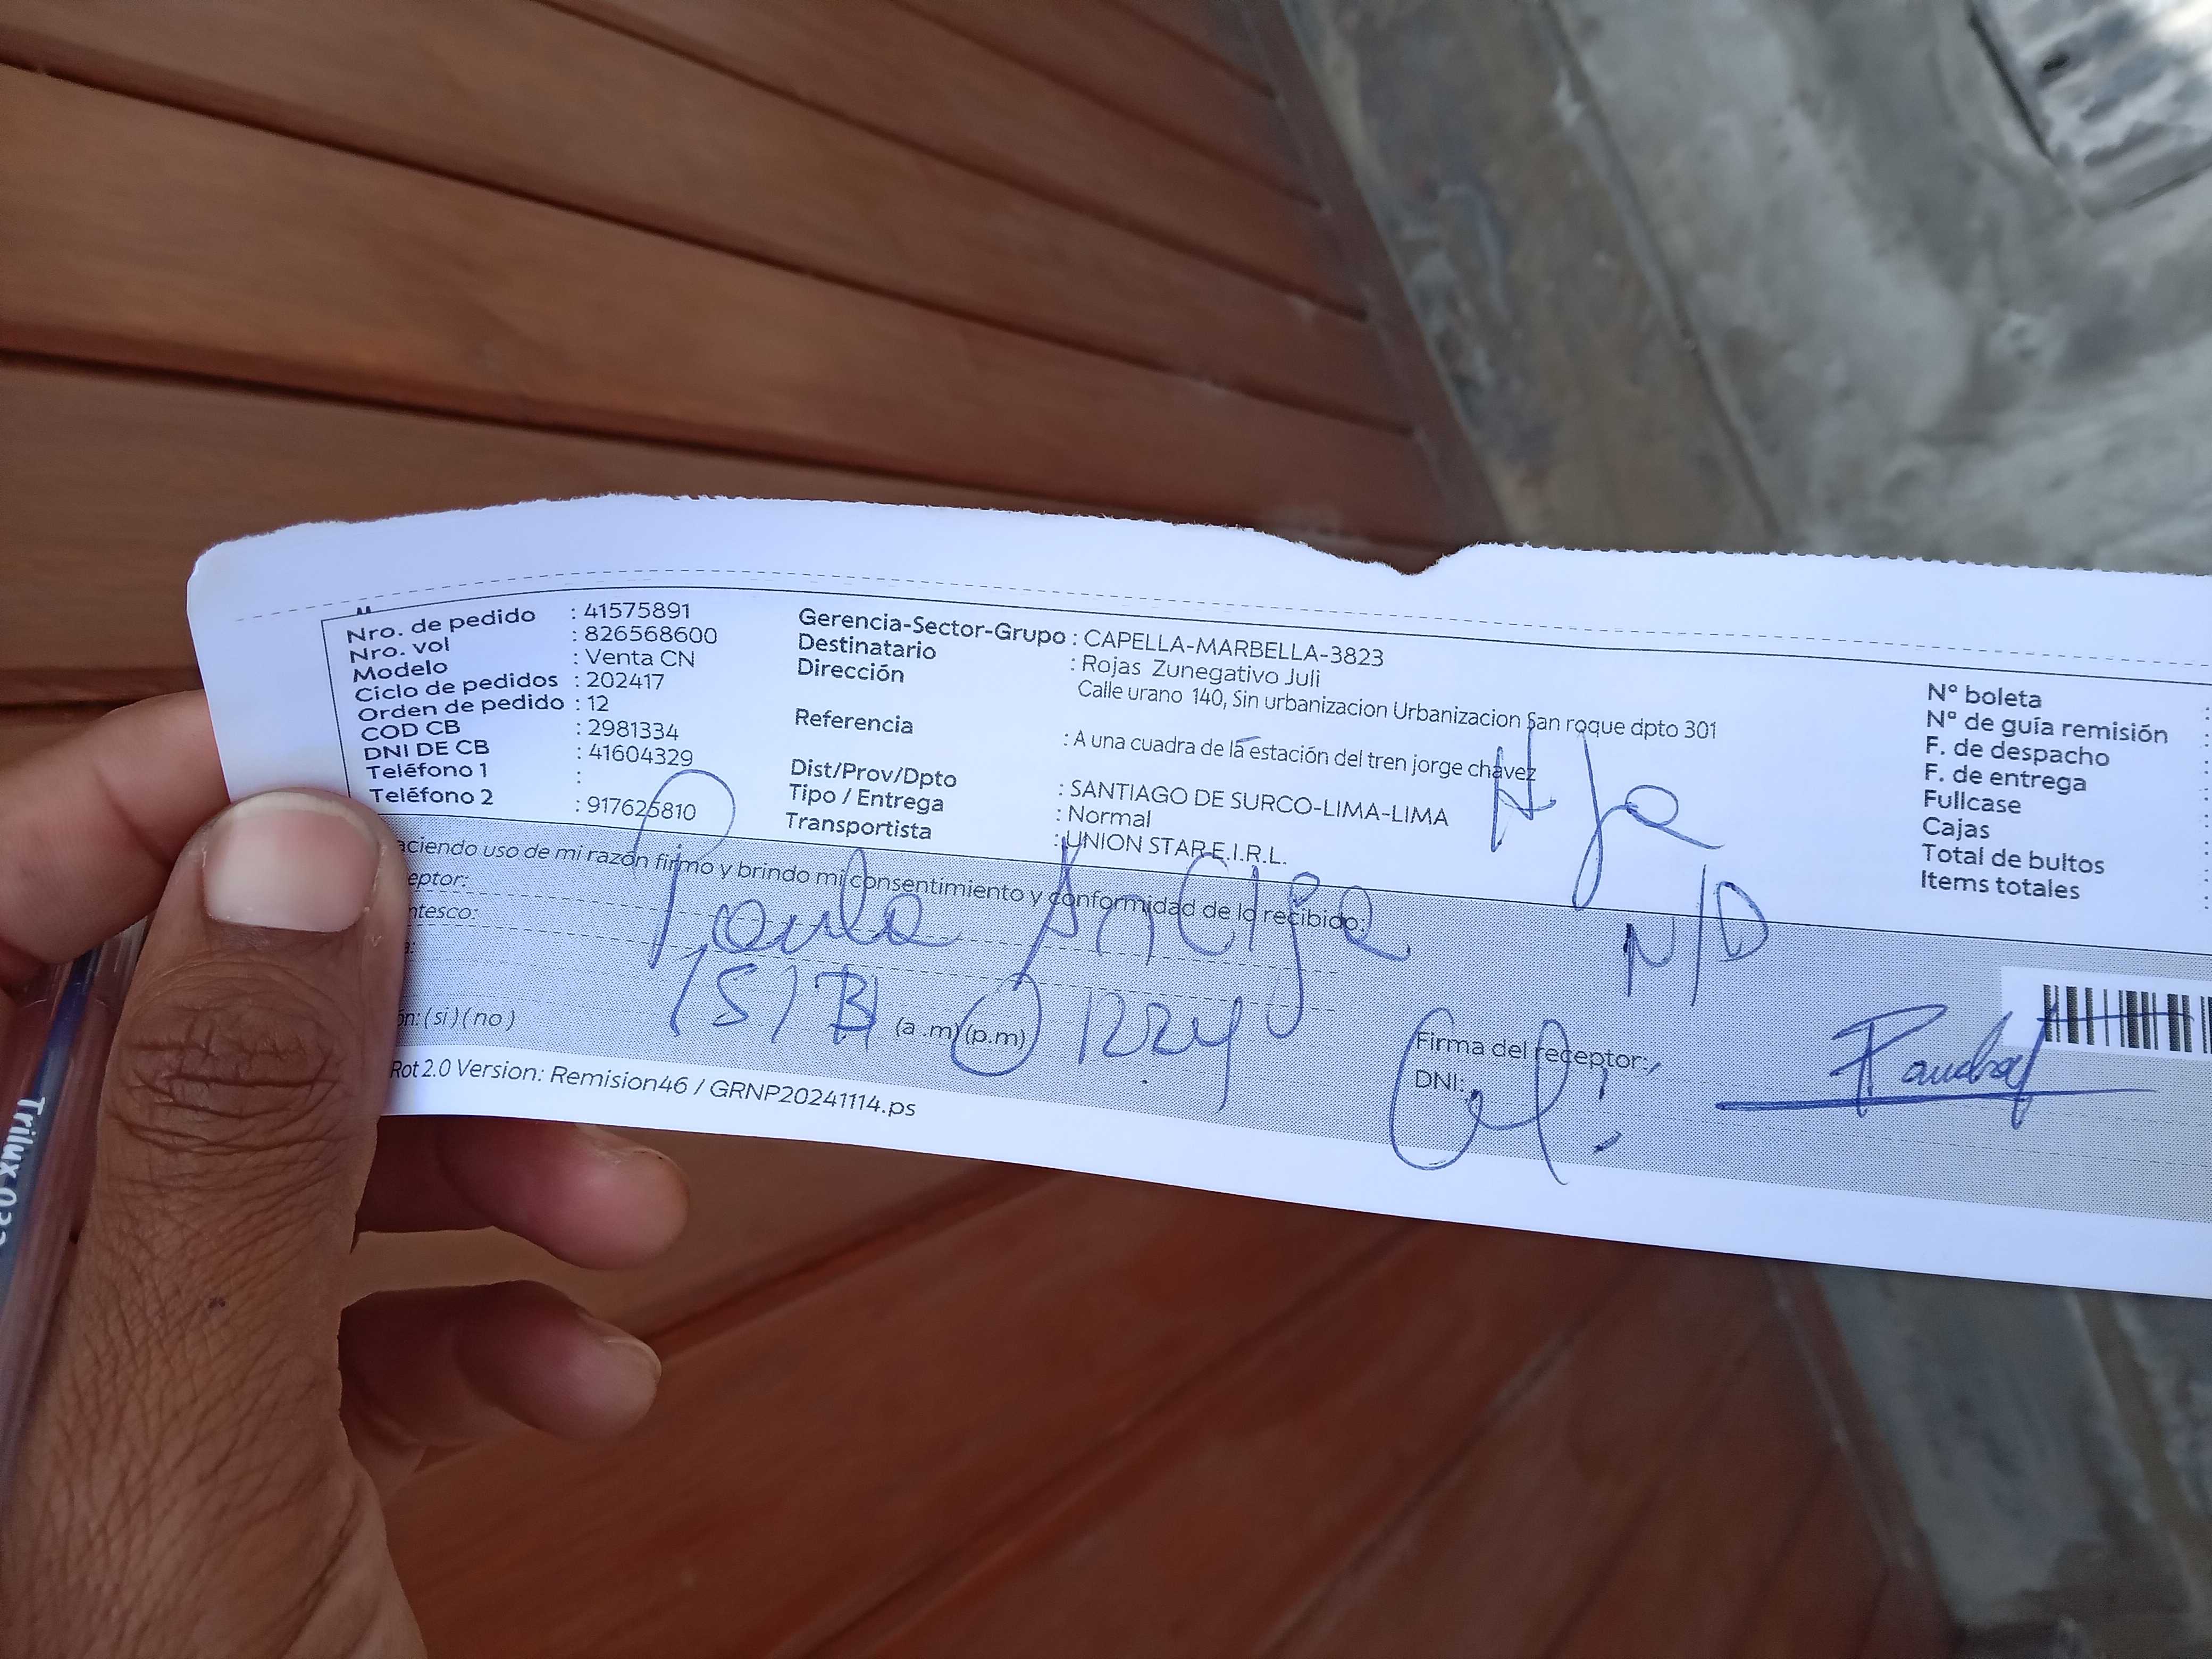 Nro. de pedido : 41575891
Nro. vol : 826568600
Modelo : Venta CN
Ciclo de pedidos : 202417
Orden de pedido : 12
COD CB : 2981334
DNI DE CB : 41604329
Teléfono 1 :
Teléfono 2 : 917625810
Gerencia-Sector-Grupo : CAPELLA-MARBELLA-3823
Destinatario : Rojas Zunegativo Juli
Dirección Calle urano 140, Sin urbanizacion Urbanizacion San roque dpto 301
Referencia : A una cuadra de la estación del tren jorge chavez
Dist/Prov/Dpto : SANTIAGO DE SURCO-LIMA-LIMA
Tipo / Entrega : Normal
Transportista : UNION STAR E.I.R.L.
N° boleta :
N° de guía remisión :
F. de despacho :
F. de entrega :
Fullcase :
Cajas :
Total de bultos :
Items totales :
aciendo uso de mi razón firmo y brindo mi consentimiento y conformidad de lo recibido:
eptor: Paula
ntesco:
N/D
ón: ( si ) ( no )
(a .m) (p.m)
Firma del receptor:
DNI:
Rot 2.0 Version: Remision46 / GRNP20241114.ps
Trilux 032